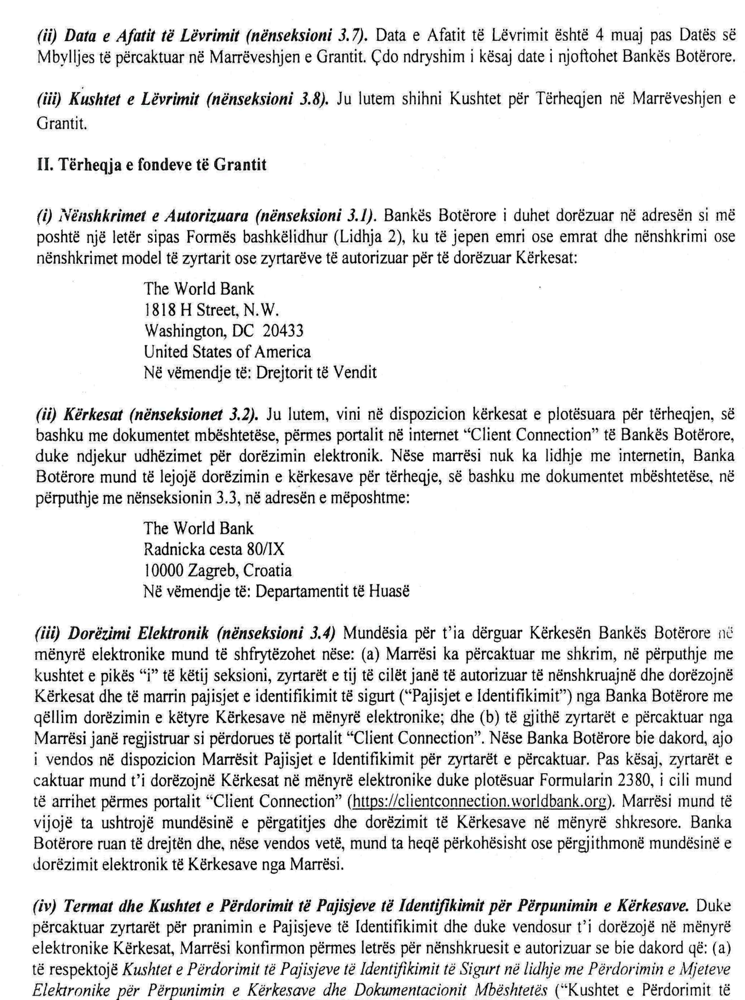 (ii) Data e Afatit të Lëvrimit (nënseksioni 3.7). Data e Afatit të Lëvrimit është 4 muaj pas Datës së
Mbylljes të përcaktuar në Marrëveshjen e Grantit. Çdo ndryshim i kësaj date i njoftohet Bankës Botërore.
(iii) Kushtet e Lëvrimit (nënseksioni 3.8). Ju lutem shihni Kushtet për Tërheqjen në Marrëveshjen e
Grantit.
II. Tërheqja e fondeve të Grantit
(i) Nënshkrimet e Autorizuara (nënseksioni 3.1). Bankës Botërore i duhet dorëzuar në adresën si më
poshtë një letër sipas Formës bashkëlidhur (Lidhja 2), ku të jepen emri ose emrat dhe nënshkrimi ose
nënshkrimet model të zyrtarit ose zyrtarëve të autorizuar për të dorëzuar Kërkesat:
The World Bank
1818 H Street, N.W.
Washington, DC 20433
United States of America
Në vëmendje të: Drejtorit të Vendit
(ii) Kërkesat (nënseksionet 3.2). Ju lutem, vini në dispozicion kërkesat e plotësuara për tërheqjen, së
bashku me dokumentet mbështetëse, përmes portalit në internet “Client Connection” të Bankës Botërore,
duke ndjekur udhëzimet për dorëzimin elektronik. Nëse marrësi nuk ka lidhje me internetin, Banka
Botërore mund të lejojë dorëzimin e kërkesave për tërheqje, së bashku me dokumentet mbështetëse, në
përputhje me nënseksionin 3.3, në adresën e mëposhtme:
The World Bank
Radnicka cesta 80/IX
10000 Zagreb, Croatia
Në vëmendje të: Departamentit të Huasë
(iii) Dorëzimi Elektronik (nënseksioni 3.4) Mundësia për t’ia dërguar Kërkesën Bankës Botërore në
mënyrë elektronike mund të shfrytëzohet nëse: (a) Marrësi ka përcaktuar me shkrim, në përputhje me
kushtet e pikës “i” të këtij seksioni, zyrtarët e tij të cilët janë të autorizuar të nënshkruajnë dhe dorëzojnë
Kërkesat dhe të marrin pajisjet e identifikimit të sigurt (“Pajisjet e Identifikimit”) nga Banka Botërore me
qëllim dorëzimin e këtyre Kërkesave në mënyrë elektronike; dhe (b) të gjithë zyrtarët e përcaktuar nga
Marrësi janë regjistruar si përdorues të portalit “Client Connection”. Nëse Banka Botërore bie dakord, ajo
i vendos në dispozicion Marrësit Pajisjet e Identifikimit për zyrtarët e përcaktuar. Pas kësaj, zyrtarët e
caktuar mund t’i dorëzojnë Kërkesat në mënyrë elektronike duke plotësuar Formularin 2380, i cili mund
të arrihet përmes portalit “Client Connection” (https://clientconnection.worldbank.org). Marrësi mund të
vijojë ta ushtrojë mundësinë e përgatitjes dhe dorëzimit të Kërkesave në mënyrë shkresore. Banka
Botërore ruan të drejtën dhe, nëse vendos vetë, mund ta heqë përkohësisht ose përgjithmonë mundësinë e
dorëzimit elektronik të Kërkesave nga Marrësi.
(iv) Termat dhe Kushtet e Përdorimit të Pajisjeve të Identifikimit për Përpunimin e Kërkesave. Duke
përcaktuar zyrtarët për pranimin e Pajisjeve të Identifikimit dhe duke vendosur t’i dorëzojë në mënyrë
elektronike Kërkesat, Marrësi konfirmon përmes letrës për nënshkruesit e autorizuar se bie dakord që: (a)
të respektojë Kushtet e Përdorimit të Pajisjeve të Identifikimit të Sigurt në lidhje me Përdorimin e Mjeteve
Elektronike për Përpunimin e Kërkesave dhe Dokumentacionit Mbështetës (“Kushtet e Përdorimit të